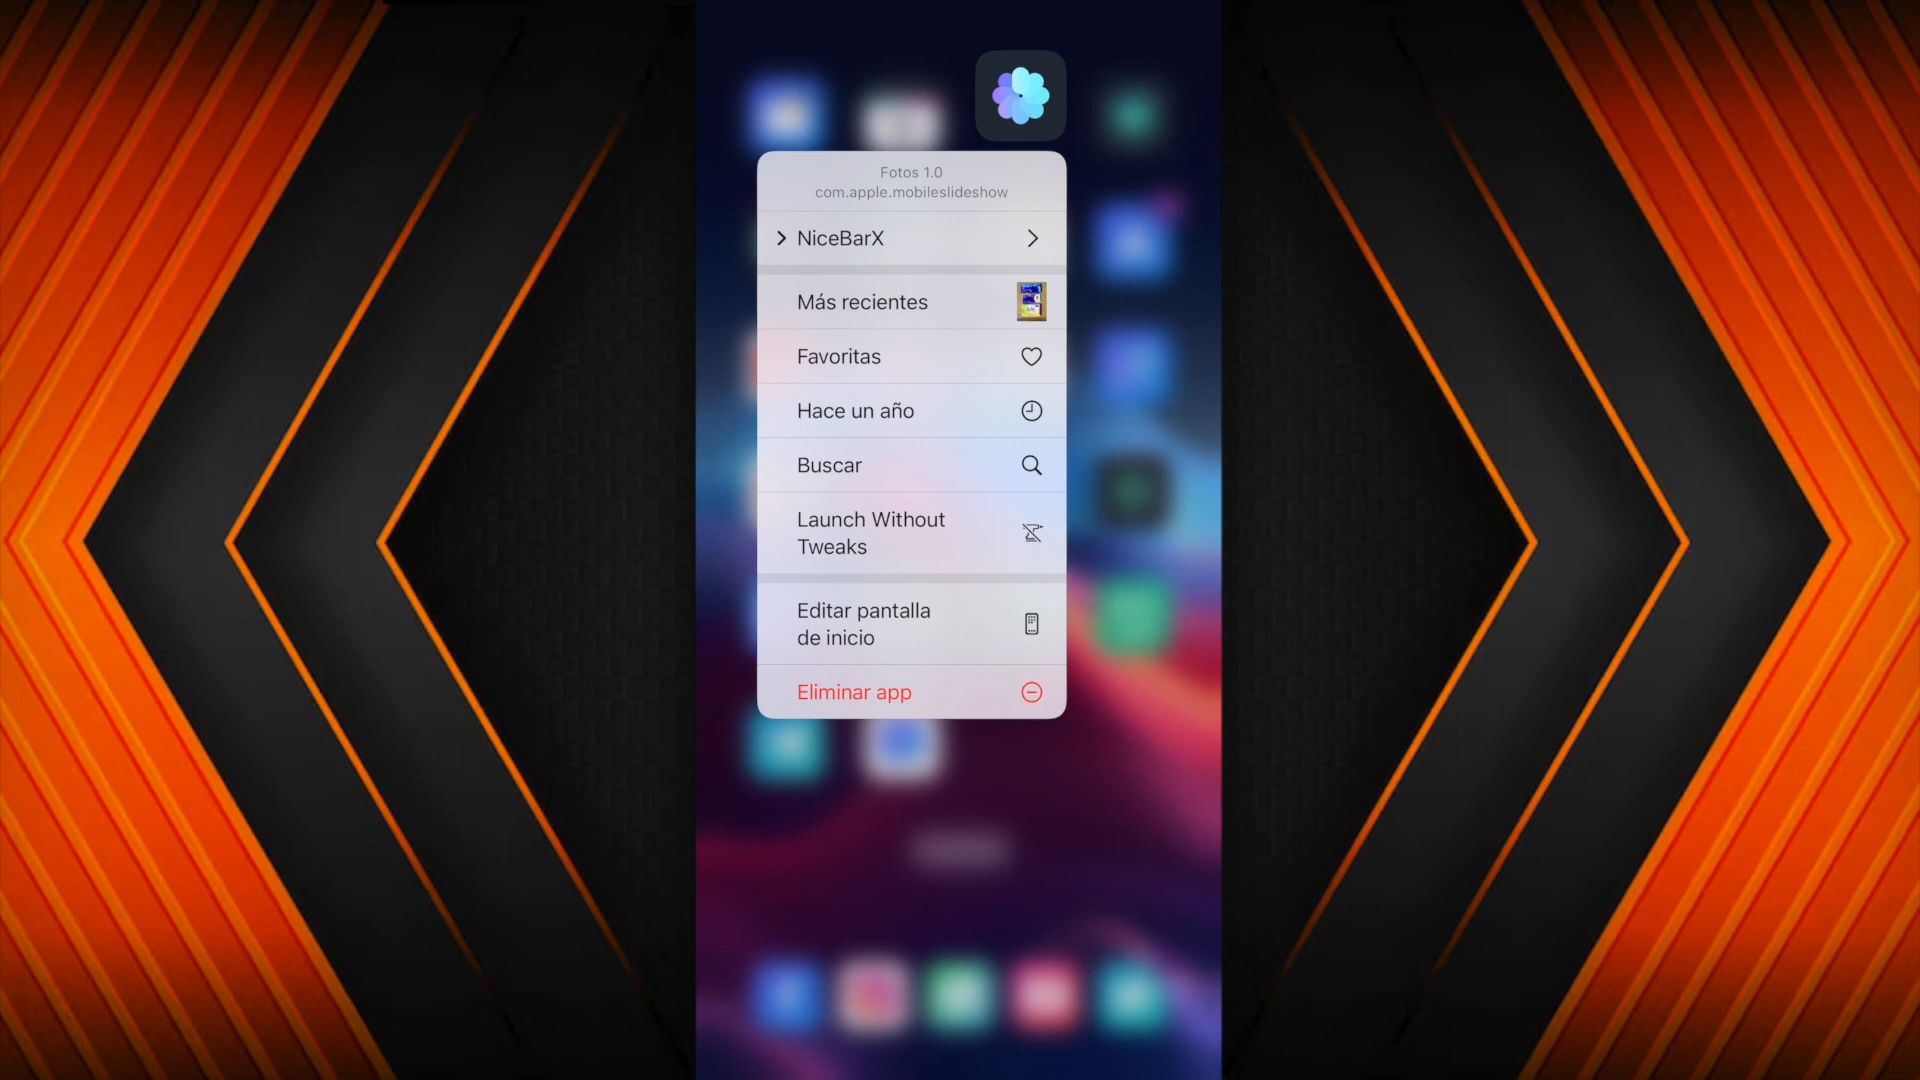 Fotos 1.0
com.apple.mobileslideshow
NiceBarX
Más recientes
Favoritas
Hace un año
Buscar
Launch Without
Tweaks
Editar pantalla
de inicio
Eliminar app